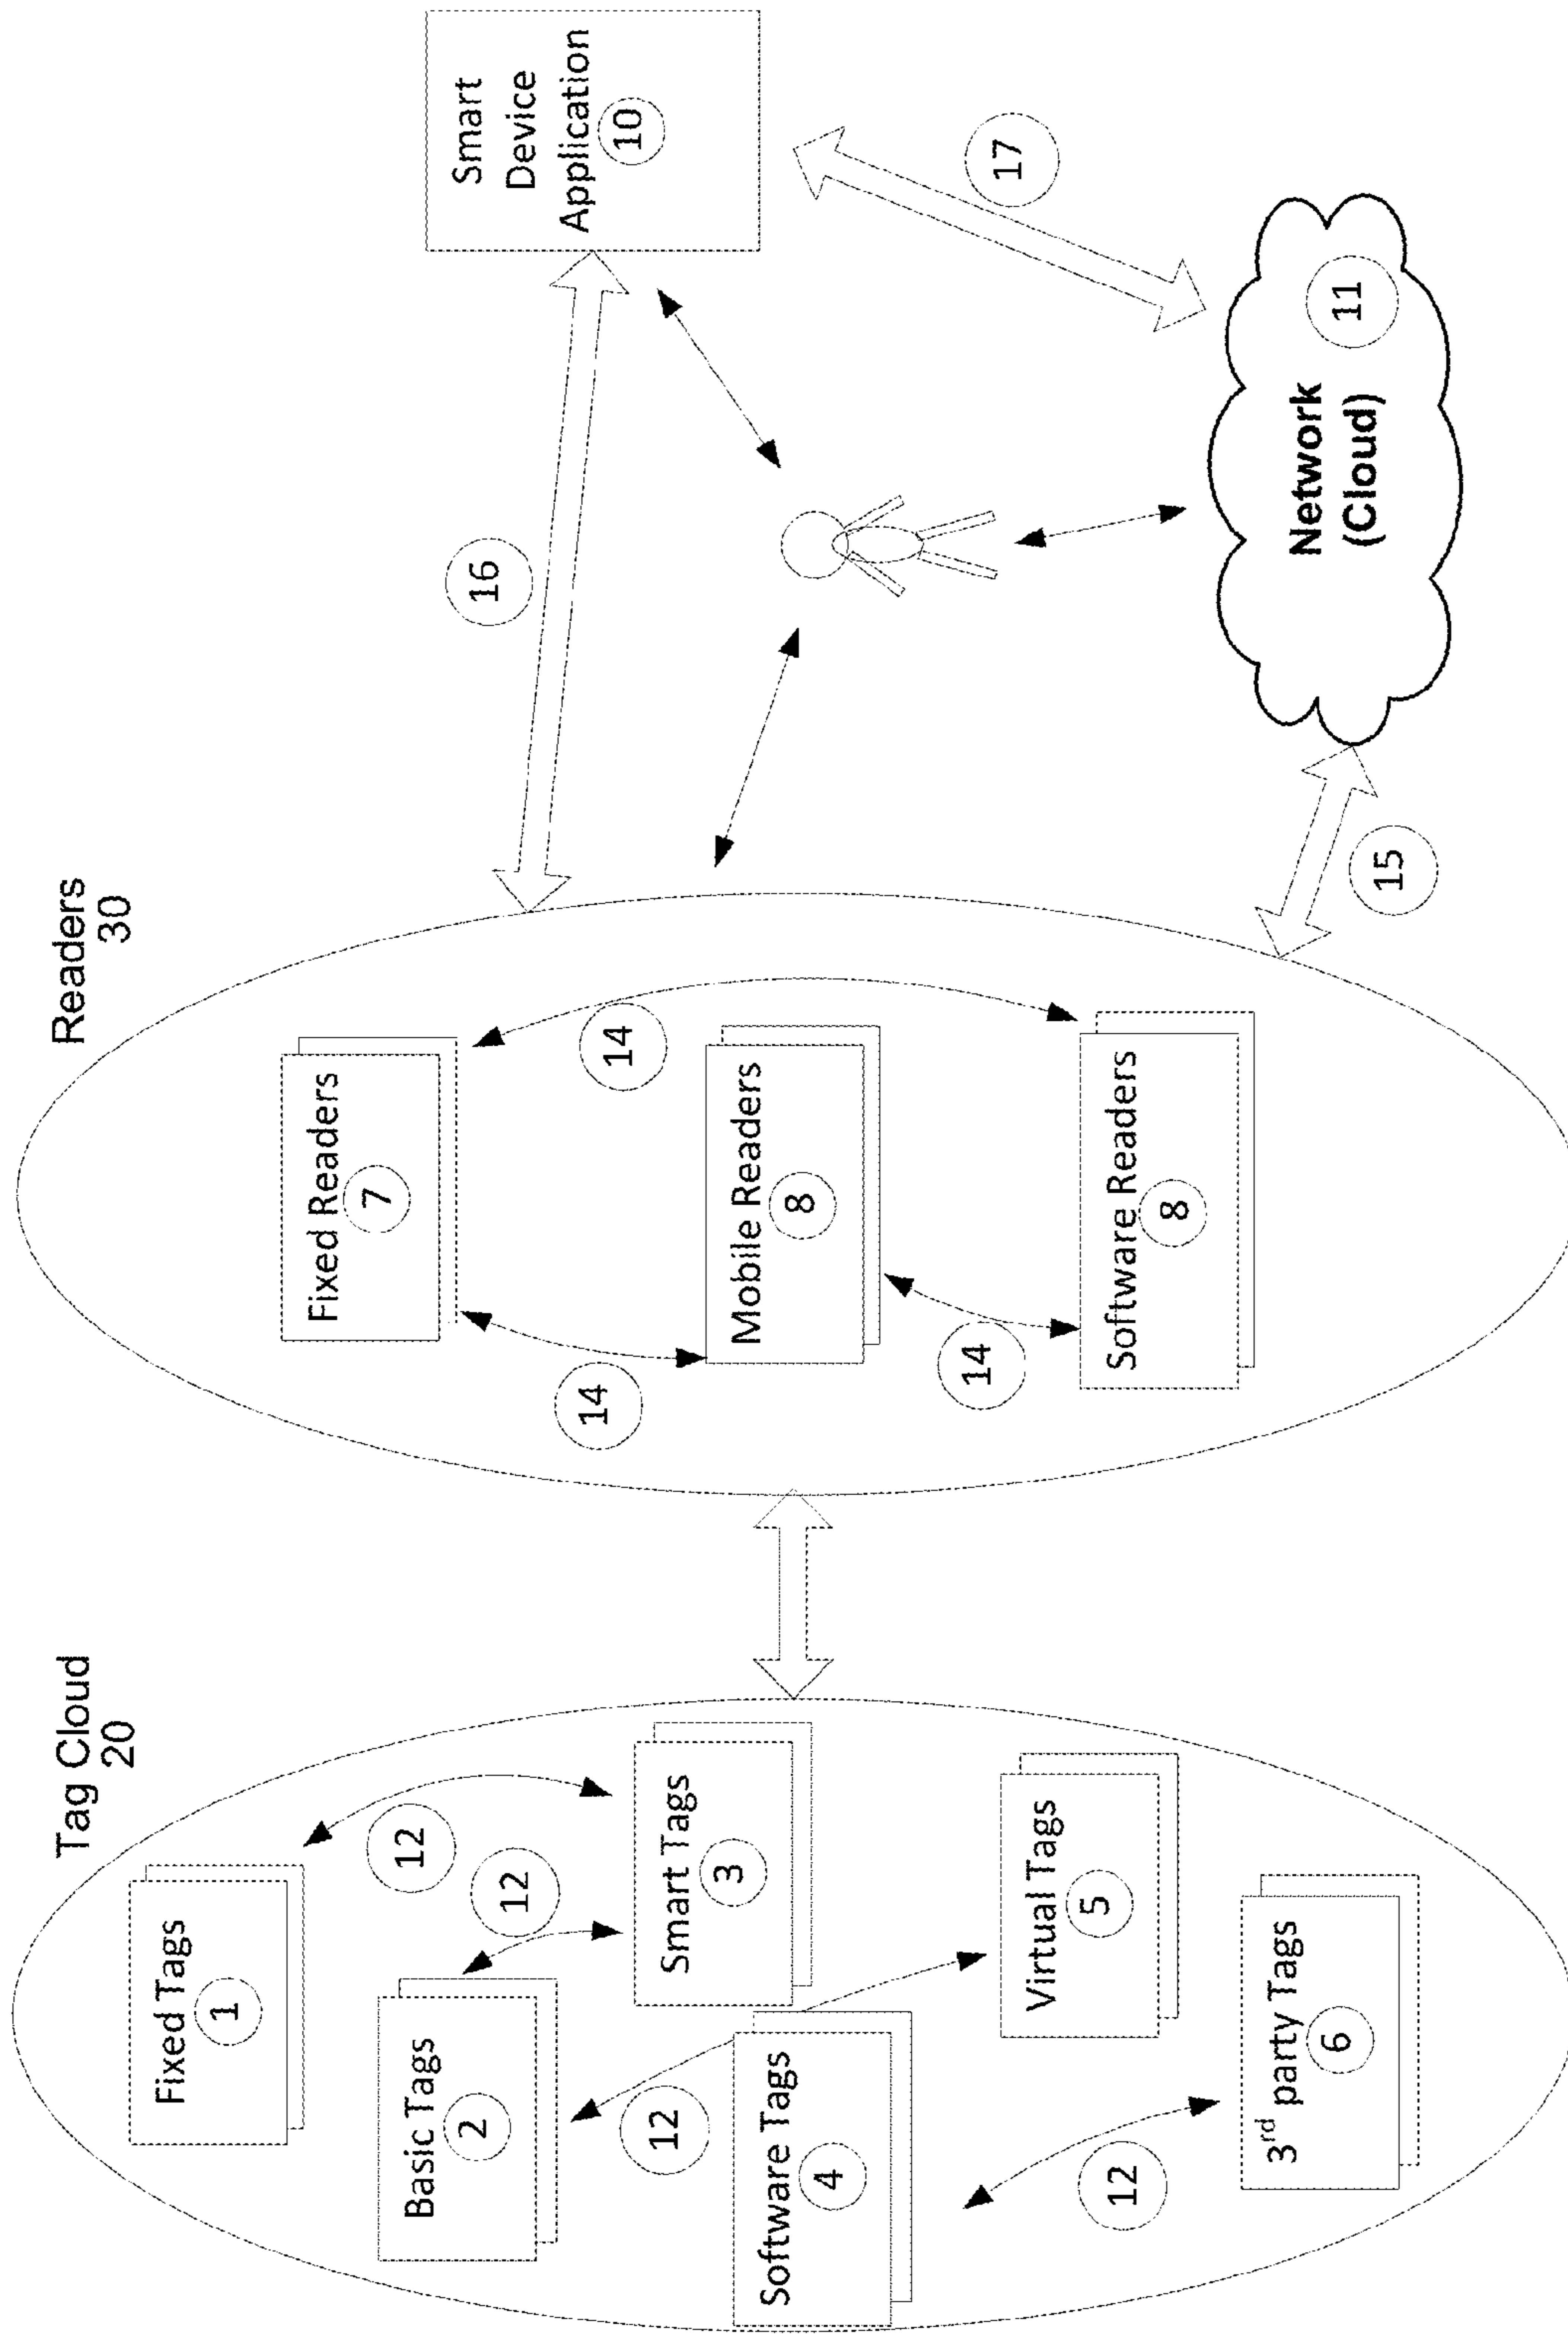 Tag Cloud
20
Fixed Tags
1
Basic Tags
2
12
12
Smart Tags
3
12
Software Tags
4
Virtual Tags
5
12
3rd party Tags
6
Readers
30
Fixed Readers
7
14
14
Mobile Readers
8
14
Software Readers
8
16
15
Smart
Device
Application
10
17
Network
(Cloud)
11